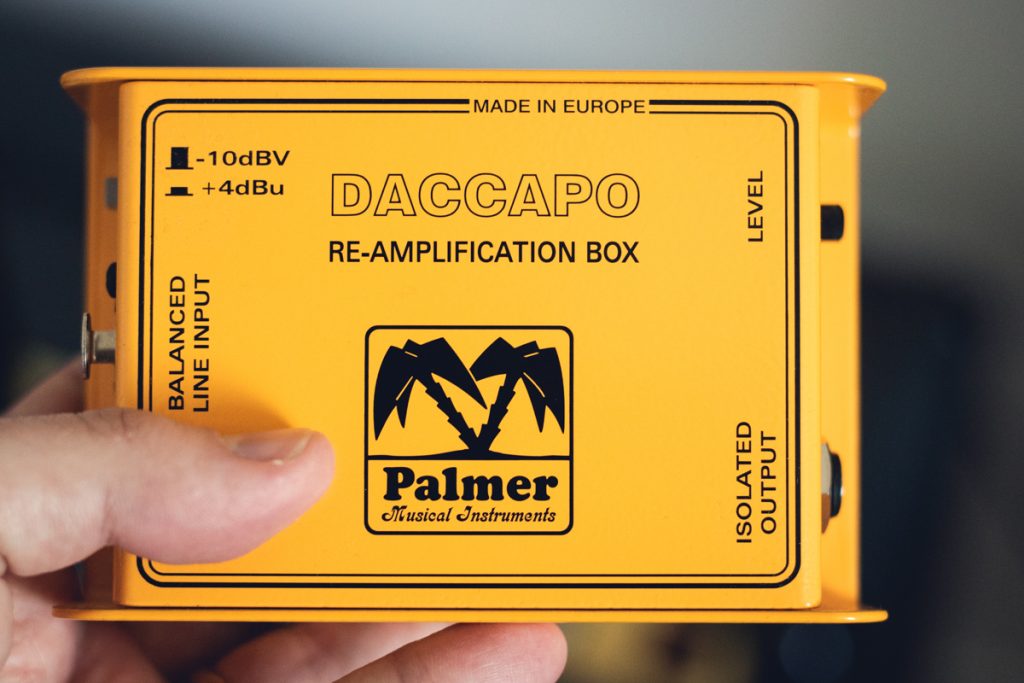 MADE IN EUROPE
-10dBV
+4dBu
DACCAPO
RE-AMPLIFICATION BOX
LEVEL
BALANCED
LINE INPUT
Palmer
Musical Instruments
ISOLATED
OUTPUT